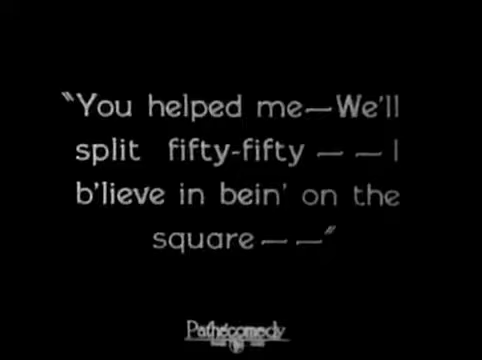 "You helped me—We'll
split fifty-fifty — — I
b'lieve in bein' on the
square — —"
Pathécomedy